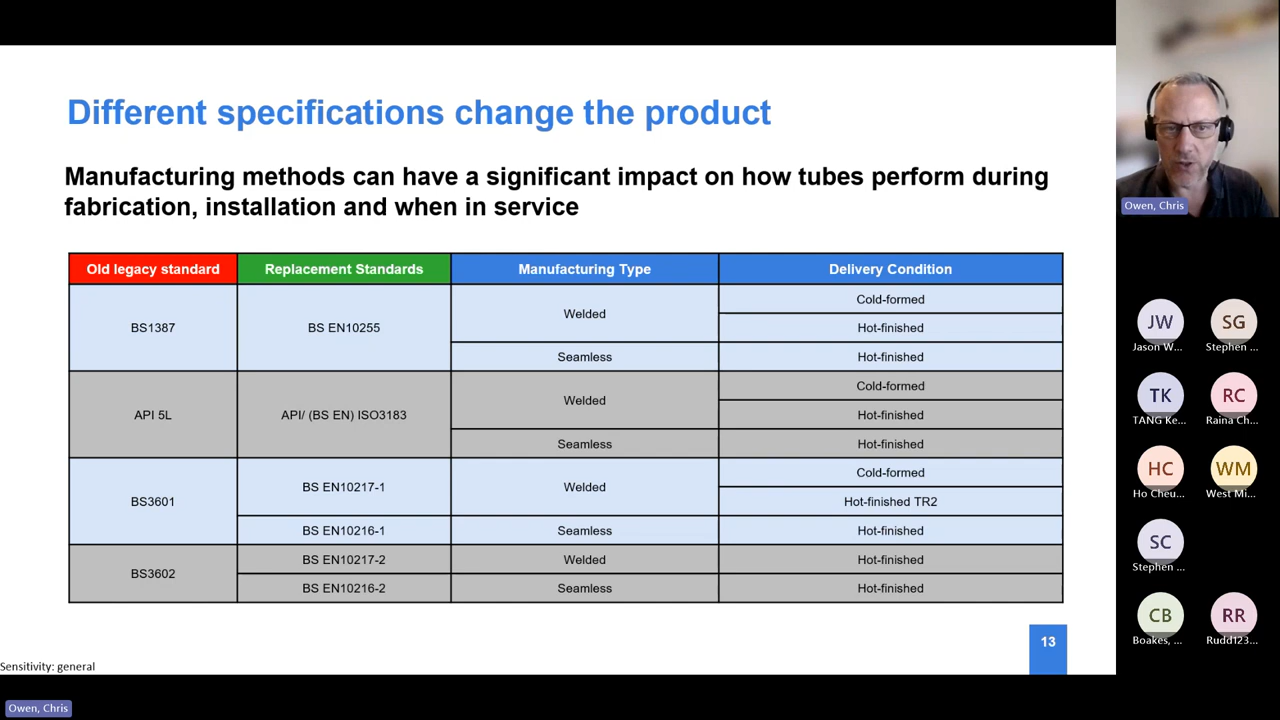 Different specifications change the product
Manufacturing methods can have a significant impact on how tubes perform during
fabrication, installation and when in service
Old legacy standard Replacement Standards Manufacturing Type Delivery Condition
BS1387 BS EN10255 Welded Cold-formed
Hot-finished
Seamless Hot-finished
API 5L API/ (BS EN) ISO3183 Welded Cold-formed
Hot-finished
Seamless Hot-finished
BS3601 BS EN10217-1 Welded Cold-formed
Hot-finished TR2
BS EN10216-1 Seamless Hot-finished
BS3602 BS EN10217-2 Welded Hot-finished
BS EN10216-2 Seamless Hot-finished
13
Sensitivity: general
Owen, Chris
Owen, Chris
JW SG
Jason W... Stephen ...
TK RC
TANG Ke... Raina Ch...
HC WM
Ho Cheu... West Mi...
SC
Stephen ...
CB RR
Boakes, ... Rudd123...